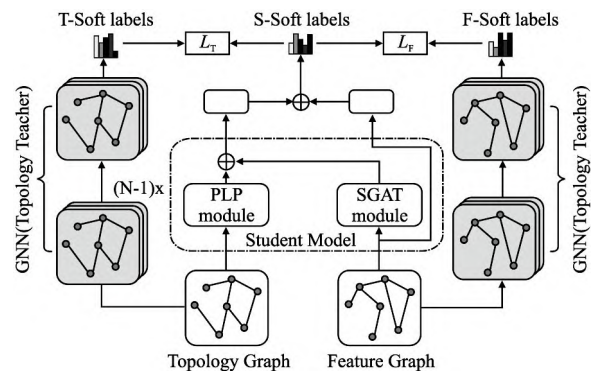 T-Soft labels
S-Soft labels
F-Soft labels
L_T
L_F
GNN(Topology Teacher)
GNN(Topology Teacher)
(N-1)x
PLP
module
SGAT
module
Student Model
Topology Graph
Feature Graph